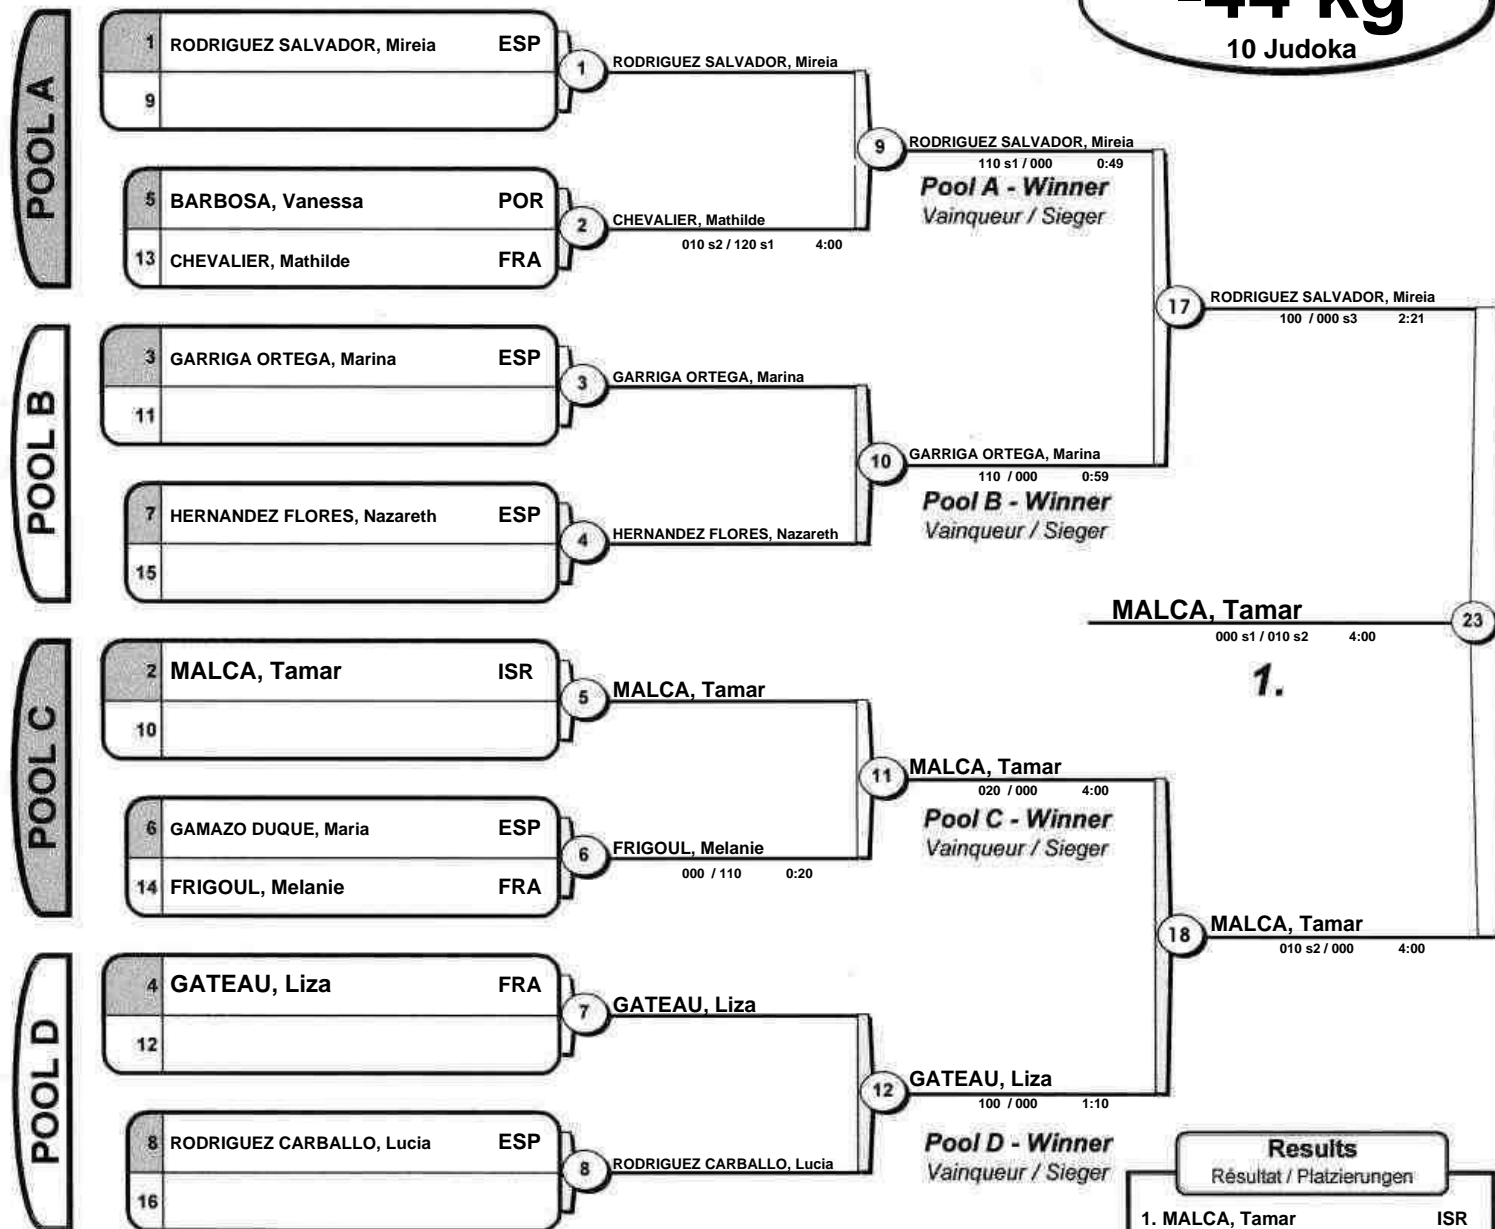 -44 kg
10 Judoka
POOL A
1 RODRIGUEZ SALVADOR, Mireia ESP
9
5 BARBOSA, Vanessa POR
13 CHEVALIER, Mathilde FRA
1 RODRIGUEZ SALVADOR, Mireia
2 CHEVALIER, Mathilde
010 s2 / 120 s1 4:00
9 RODRIGUEZ SALVADOR, Mireia
110 s1 / 000 0:49
Pool A - Winner
Vainqueur / Sieger
POOL B
3 GARRIGA ORTEGA, Marina ESP
11
7 HERNANDEZ FLORES, Nazareth ESP
15
3 GARRIGA ORTEGA, Marina
4 HERNANDEZ FLORES, Nazareth
10 GARRIGA ORTEGA, Marina
110 / 000 0:59
Pool B - Winner
Vainqueur / Sieger
17 RODRIGUEZ SALVADOR, Mireia
100 / 000 s3 2:21
MALCA, Tamar 23
000 s1 / 010 s2 4:00
1.
POOL C
2 MALCA, Tamar ISR
10
6 GAMAZO DUQUE, Maria ESP
14 FRIGOUL, Melanie FRA
5 MALCA, Tamar
6 FRIGOUL, Melanie
000 / 110 0:20
11 MALCA, Tamar
020 / 000 4:00
Pool C - Winner
Vainqueur / Sieger
POOL D
4 GATEAU, Liza FRA
12
8 RODRIGUEZ CARBALLO, Lucia ESP
16
7 GATEAU, Liza
8 RODRIGUEZ CARBALLO, Lucia
12 GATEAU, Liza
100 / 000 1:10
Pool D - Winner
Vainqueur / Sieger
18 MALCA, Tamar
010 s2 / 000 4:00
Results
Résultat / Platzierungen
1. MALCA, Tamar ISR